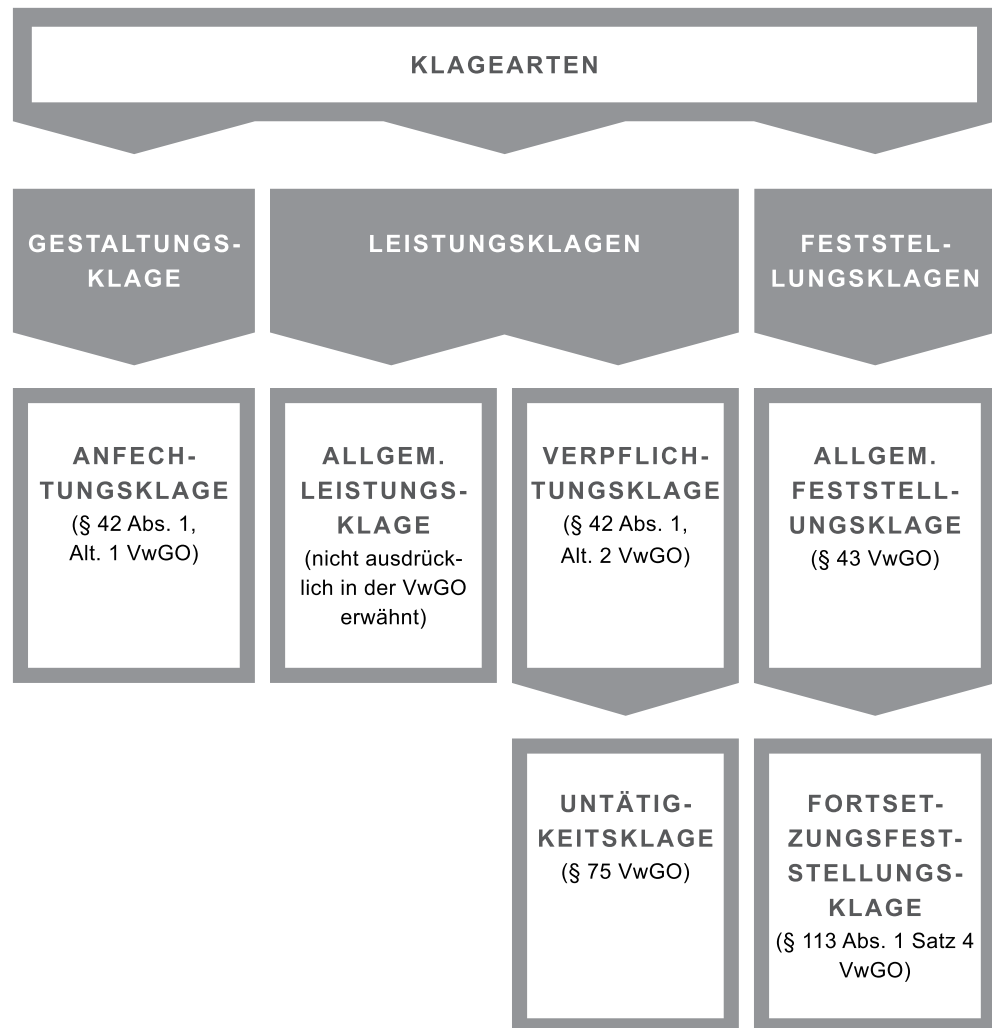 KLAGEARTEN
GESTALTUNGS-
KLAGE
LEISTUNGSKLAGEN
FESTSTEL-
LUNGSKLAGEN
ANFECH-
TUNGSKLAGE
(§ 42 Abs. 1,
Alt. 1 VwGO)
ALLGEM.
LEISTUNGS-
KLAGE
(nicht ausdrück-
lich in der VwGO
erwähnt)
VERPFLICH-
TUNGSKLAGE
(§ 42 Abs. 1,
Alt. 2 VwGO)
ALLGEM.
FESTSTELL-
UNGSKLAGE
(§ 43 VwGO)
UNTÄTIG-
KEITSKLAGE
(§ 75 VwGO)
FORTSET-
ZUNGSFEST-
STELLUNGS-
KLAGE
(§ 113 Abs. 1 Satz 4
VwGO)